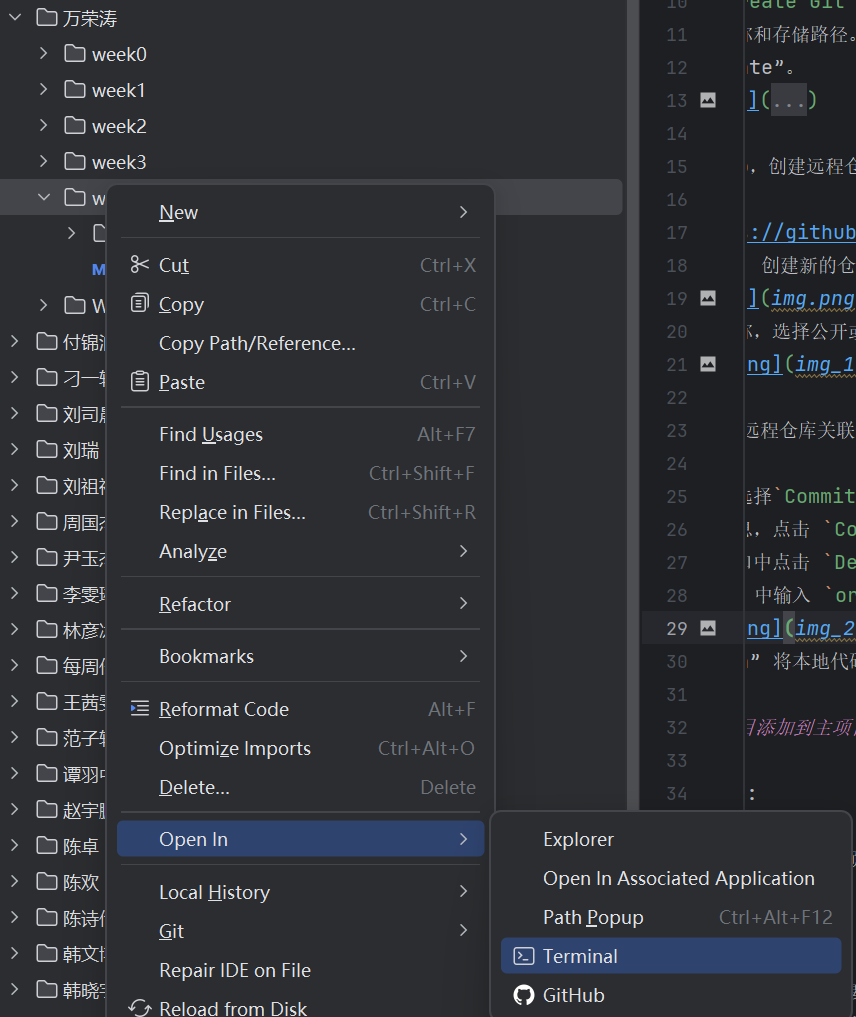 万荣涛
week0
week1
week2
week3
w
M
W
付锦
刁一
刘司
刘瑞
刘祖
周国
尹玉
李雯
林彦
每周
王茜
范子
谭羽
赵宇
陈卓
陈欢
陈诗
韩文
韩晓
New
Cut Ctrl+X
Copy Ctrl+C
Copy Path/Reference...
Paste Ctrl+V
Find Usages Alt+F7
Find in Files... Ctrl+Shift+F
Replace in Files... Ctrl+Shift+R
Analyze
Refactor
Bookmarks
Reformat Code Alt+F
Optimize Imports Ctrl+Alt+O
Delete... Delete
Open In
Local History
Git
Repair IDE on File
Reload from Disk
Explorer
Open In Associated Application
Path Popup Ctrl+Alt+F12
Terminal
GitHub
10 eate Git
11 和存储路径。
12 te”。
13 ](...)
14
15 ，创建远程仓
16
17 ://github
18 创建新的仓
19 ](img.png
20 ，选择公开或
21 ng](img_1
22
23 远程仓库关联
24
25 选择`Commit
26 ，点击 `Co
27 中点击 `De
28 中输入 `on
29 ng](img_2
30 ” 将本地代码
31
32 目添加到主项
33
34 :